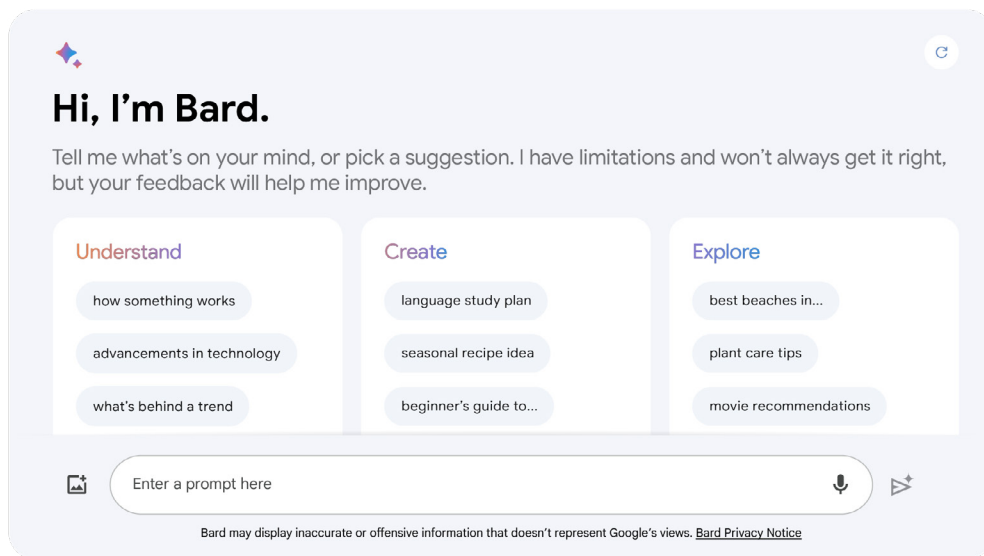 Hi, I’m Bard.
Tell me what’s on your mind, or pick a suggestion. I have limitations and won’t always get it right,
but your feedback will help me improve.
Understand
how something works
advancements in technology
what’s behind a trend
Create
language study plan
seasonal recipe idea
beginner’s guide to...
Explore
best beaches in...
plant care tips
movie recommendations
Enter a prompt here
Bard may display inaccurate or offensive information that doesn’t represent Google’s views. Bard Privacy Notice